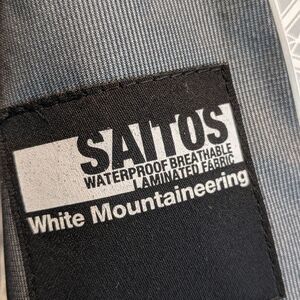 SAITOS
WATERPROOF BREATHABLE
LAMINATED FABRIC
White Mountaineering